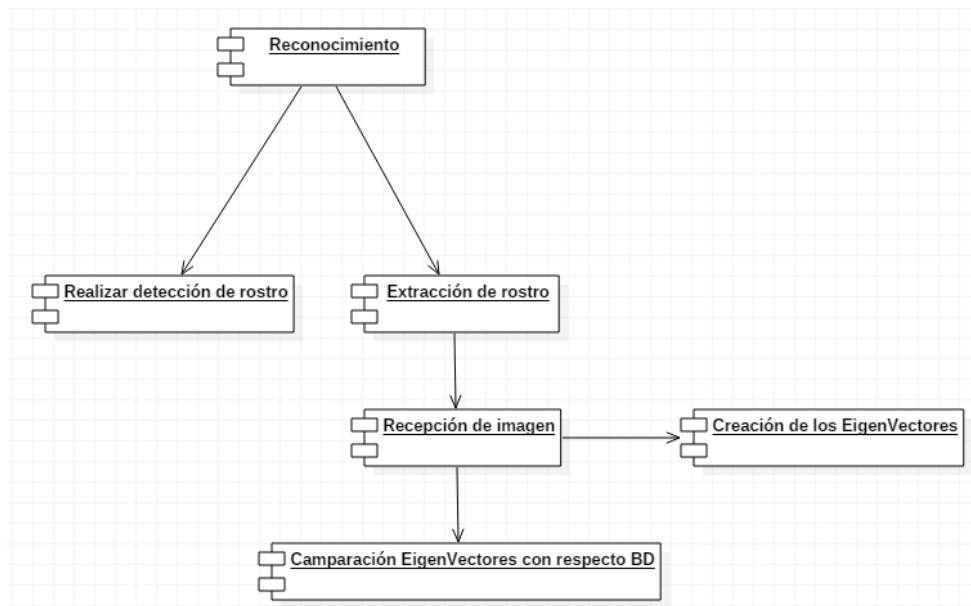 Reconocimiento
Realizar detección de rostro
Extracción de rostro
Recepción de imagen
Creación de los EigenVectores
Camparación EigenVectores con respecto BD